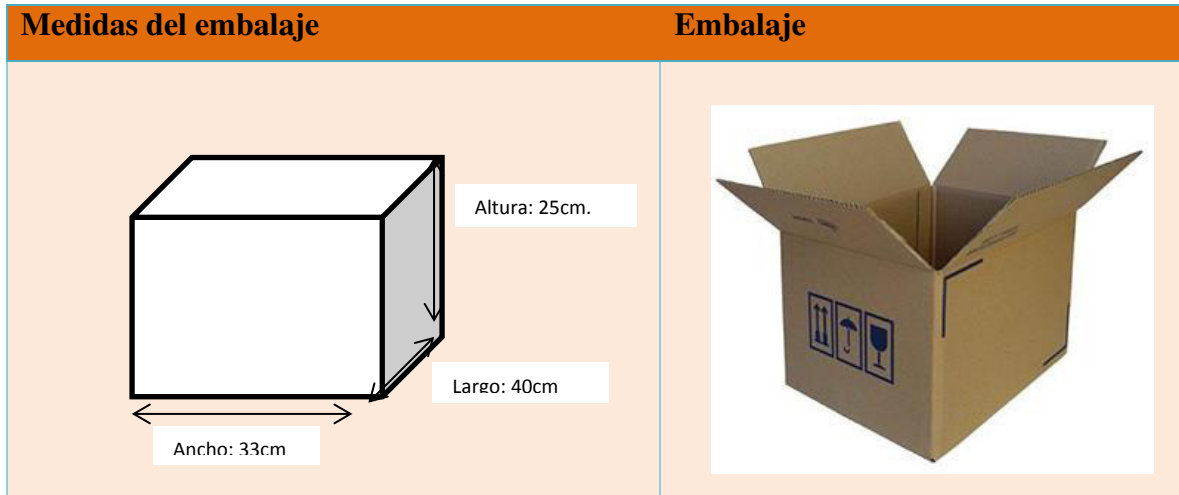 Medidas del embalaje
Embalaje
Altura: 25cm.
Largo: 40cm
Ancho: 33cm